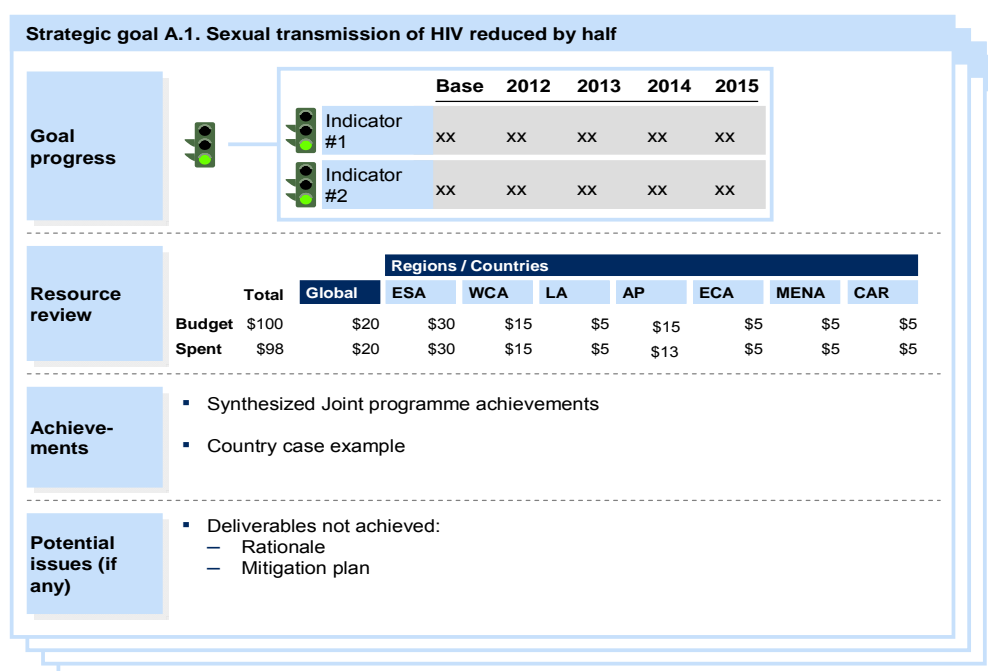 Strategic goal A.1. Sexual transmission of HIV reduced by half
Goal progress
Base 2012 2013 2014 2015
Indicator #1 xx xx xx xx xx
Indicator #2 xx xx xx xx xx
Resource review
Regions / Countries
Total Global ESA WCA LA AP ECA MENA CAR
Budget $100 $20 $30 $15 $5 $15 $5 $5 $5
Spent $98 $20 $30 $15 $5 $13 $5 $5 $5
Achieve-
ments
▪ Synthesized Joint programme achievements
▪ Country case example
Potential
issues (if
any)
▪ Deliverables not achieved:
– Rationale
– Mitigation plan